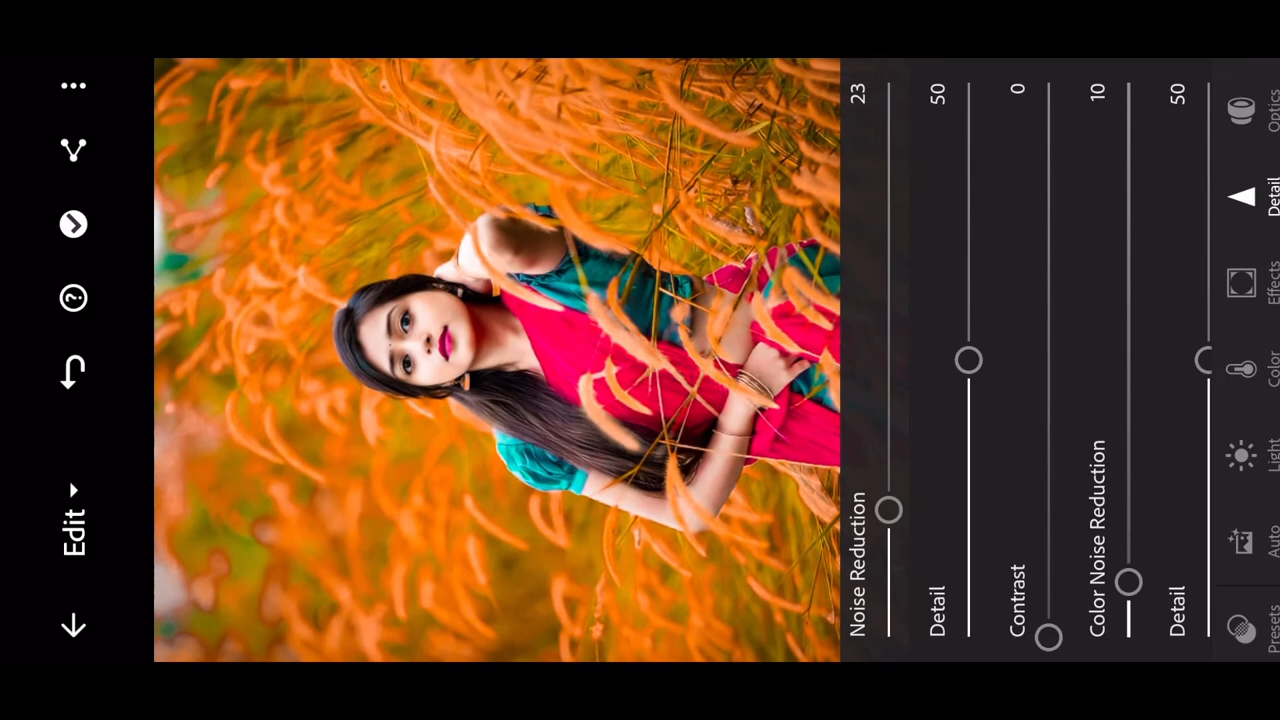 Edit
Noise Reduction 23
Detail 50
Contrast 0
Color Noise Reduction 10
Detail 50
Presets
Auto
Light
Color
Effects
Detail
Optics